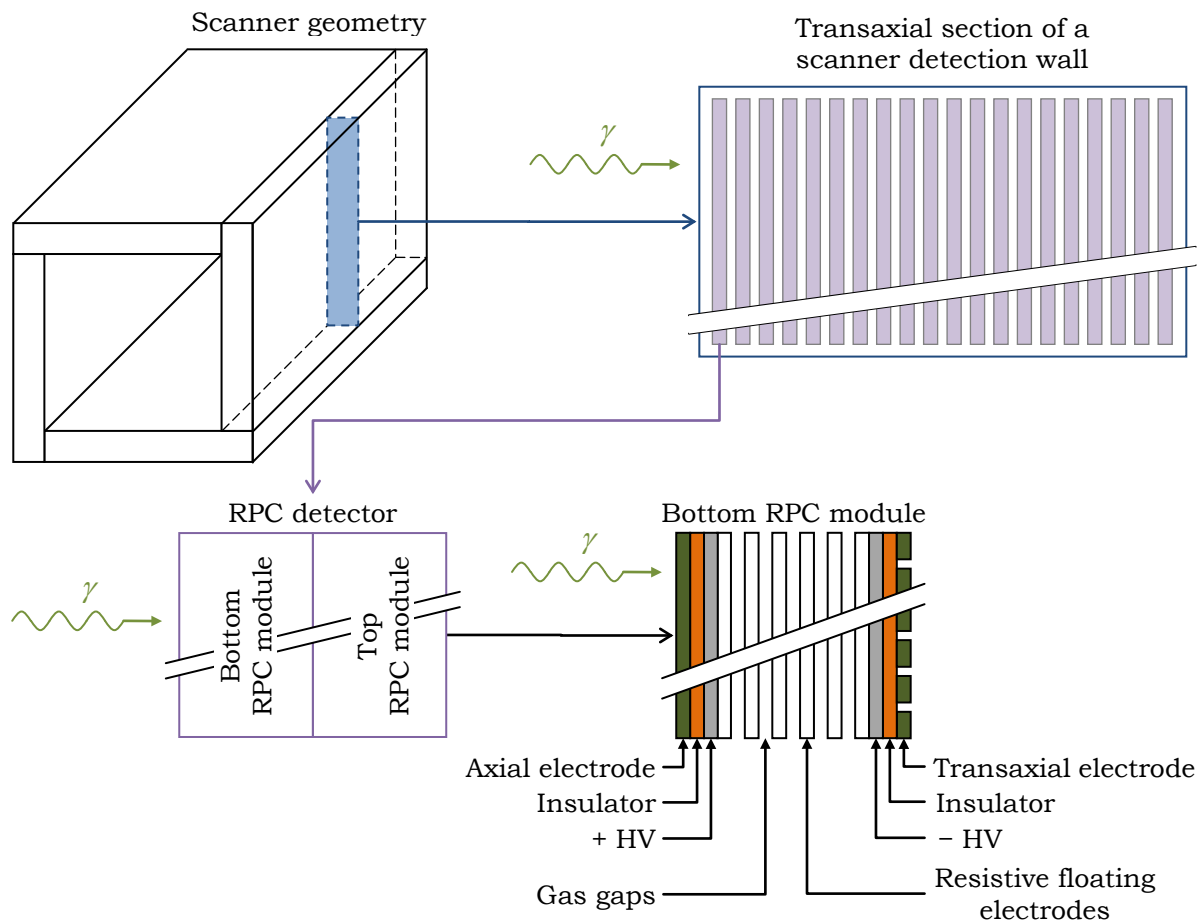 Scanner geometry
Transaxial section of a
scanner detection wall
γ
RPC detector
γ
Bottom
RPC module
Top
RPC module
Bottom RPC module
γ
Axial electrode
Insulator
+ HV
Gas gaps
Transaxial electrode
Insulator
− HV
Resistive floating
electrodes